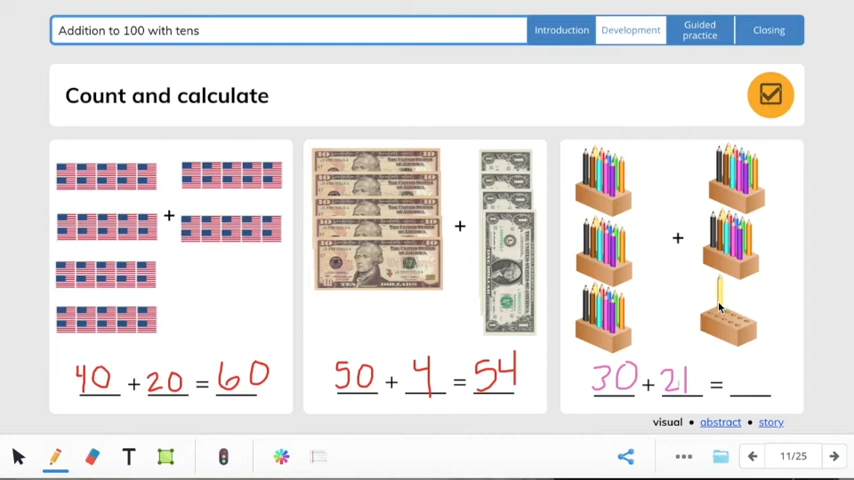 Addition to 100 with tens
Introduction
Development
Guided practice
Closing
Count and calculate
+
+
+
40 + 20 = 60
50 + 4 = 54
30 + 21 = ___
visual • abstract • story
T
11/25